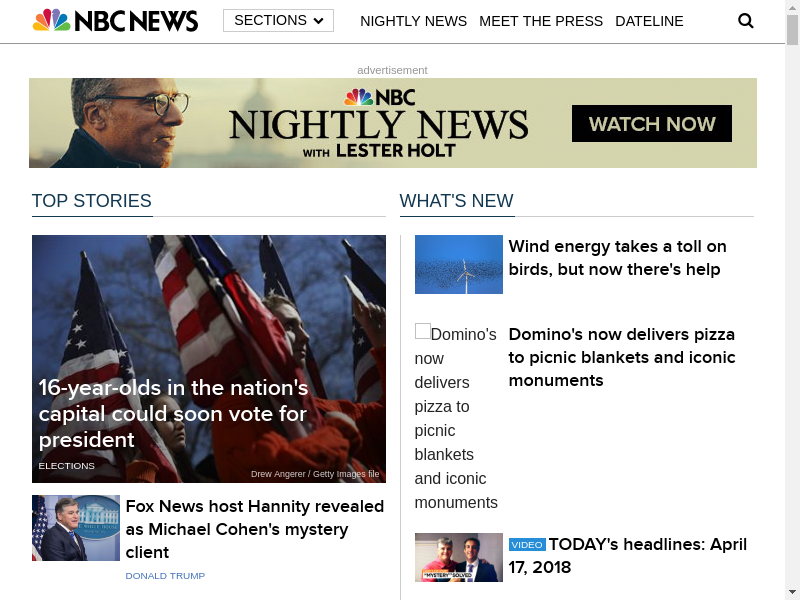 NBC NEWS
SECTIONS
NIGHTLY NEWS
MEET THE PRESS
DATELINE
advertisement
NBC
NIGHTLY NEWS
WITH LESTER HOLT
WATCH NOW
TOP STORIES
16-year-olds in the nation's
capital could soon vote for
president
ELECTIONS
Drew Angerer / Getty Images file
Fox News host Hannity revealed
as Michael Cohen's mystery
client
DONALD TRUMP
WHAT'S NEW
Wind energy takes a toll on
birds, but now there's help
Domino's
now
delivers
pizza to
picnic
blankets
and iconic
monuments
Domino's now delivers pizza
to picnic blankets and iconic
monuments
"MYSTERY" SOLVED
VIDEO TODAY's headlines: April
17, 2018